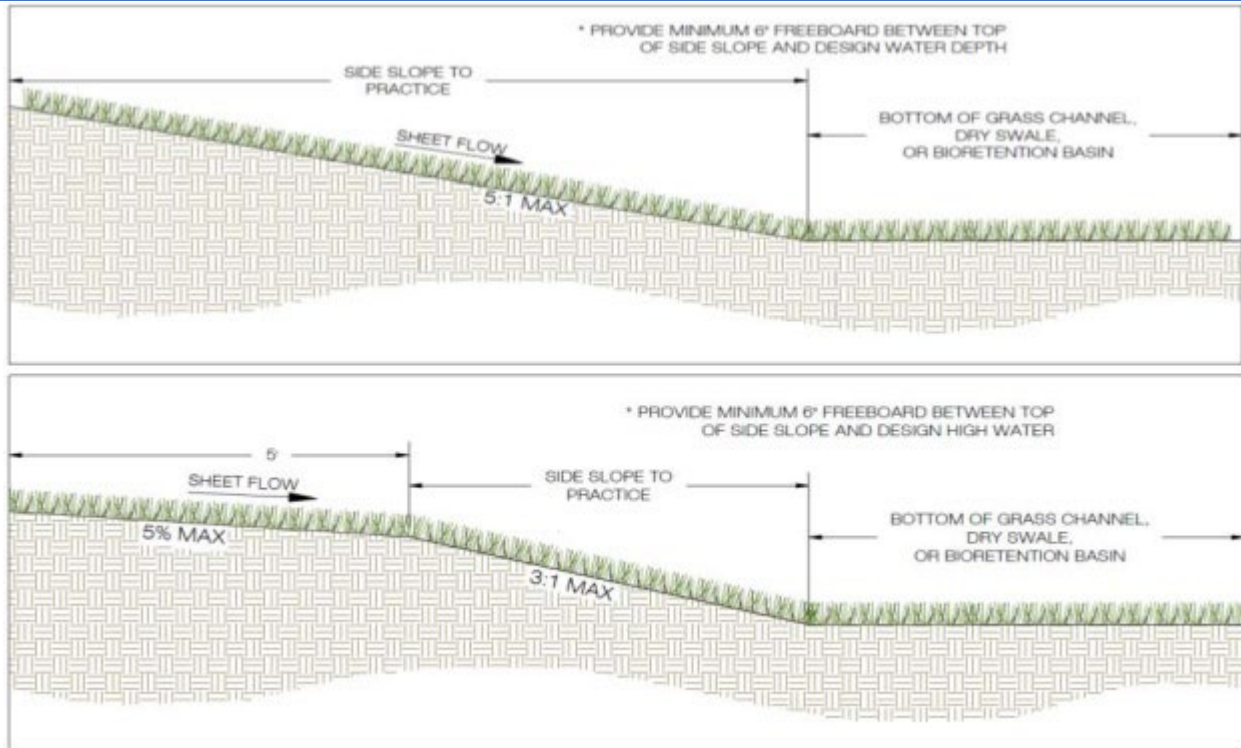 * PROVIDE MINIMUM 6" FREEBOARD BETWEEN TOP
OF SIDE SLOPE AND DESIGN WATER DEPTH
SIDE SLOPE TO
PRACTICE
BOTTOM OF GRASS CHANNEL,
DRY SWALE,
OR BIORETENTION BASIN
SHEET FLOW
5:1 MAX
* PROVIDE MINIMUM 6" FREEBOARD BETWEEN TOP
OF SIDE SLOPE AND DESIGN HIGH WATER
5'
SHEET FLOW
SIDE SLOPE TO
PRACTICE
5% MAX
BOTTOM OF GRASS CHANNEL,
DRY SWALE,
OR BIORETENTION BASIN
3:1 MAX